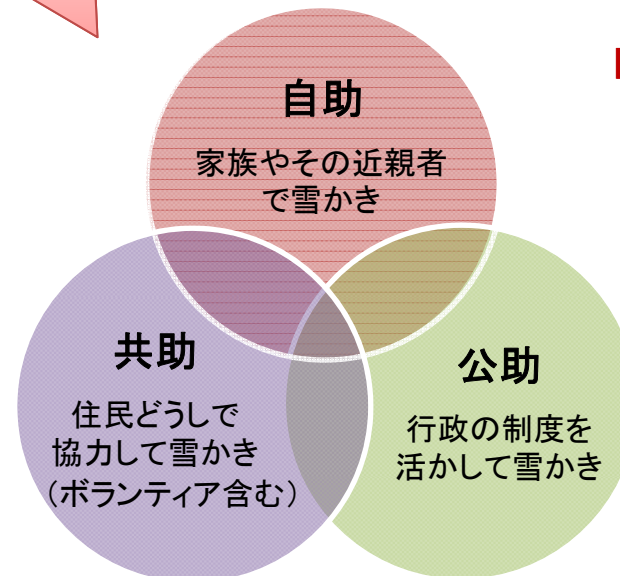 自助
家族やその近親者
で雪かき
共助
住民どうしで
協力して雪かき
（ボランティア含む）
公助
行政の制度を
活かして雪かき